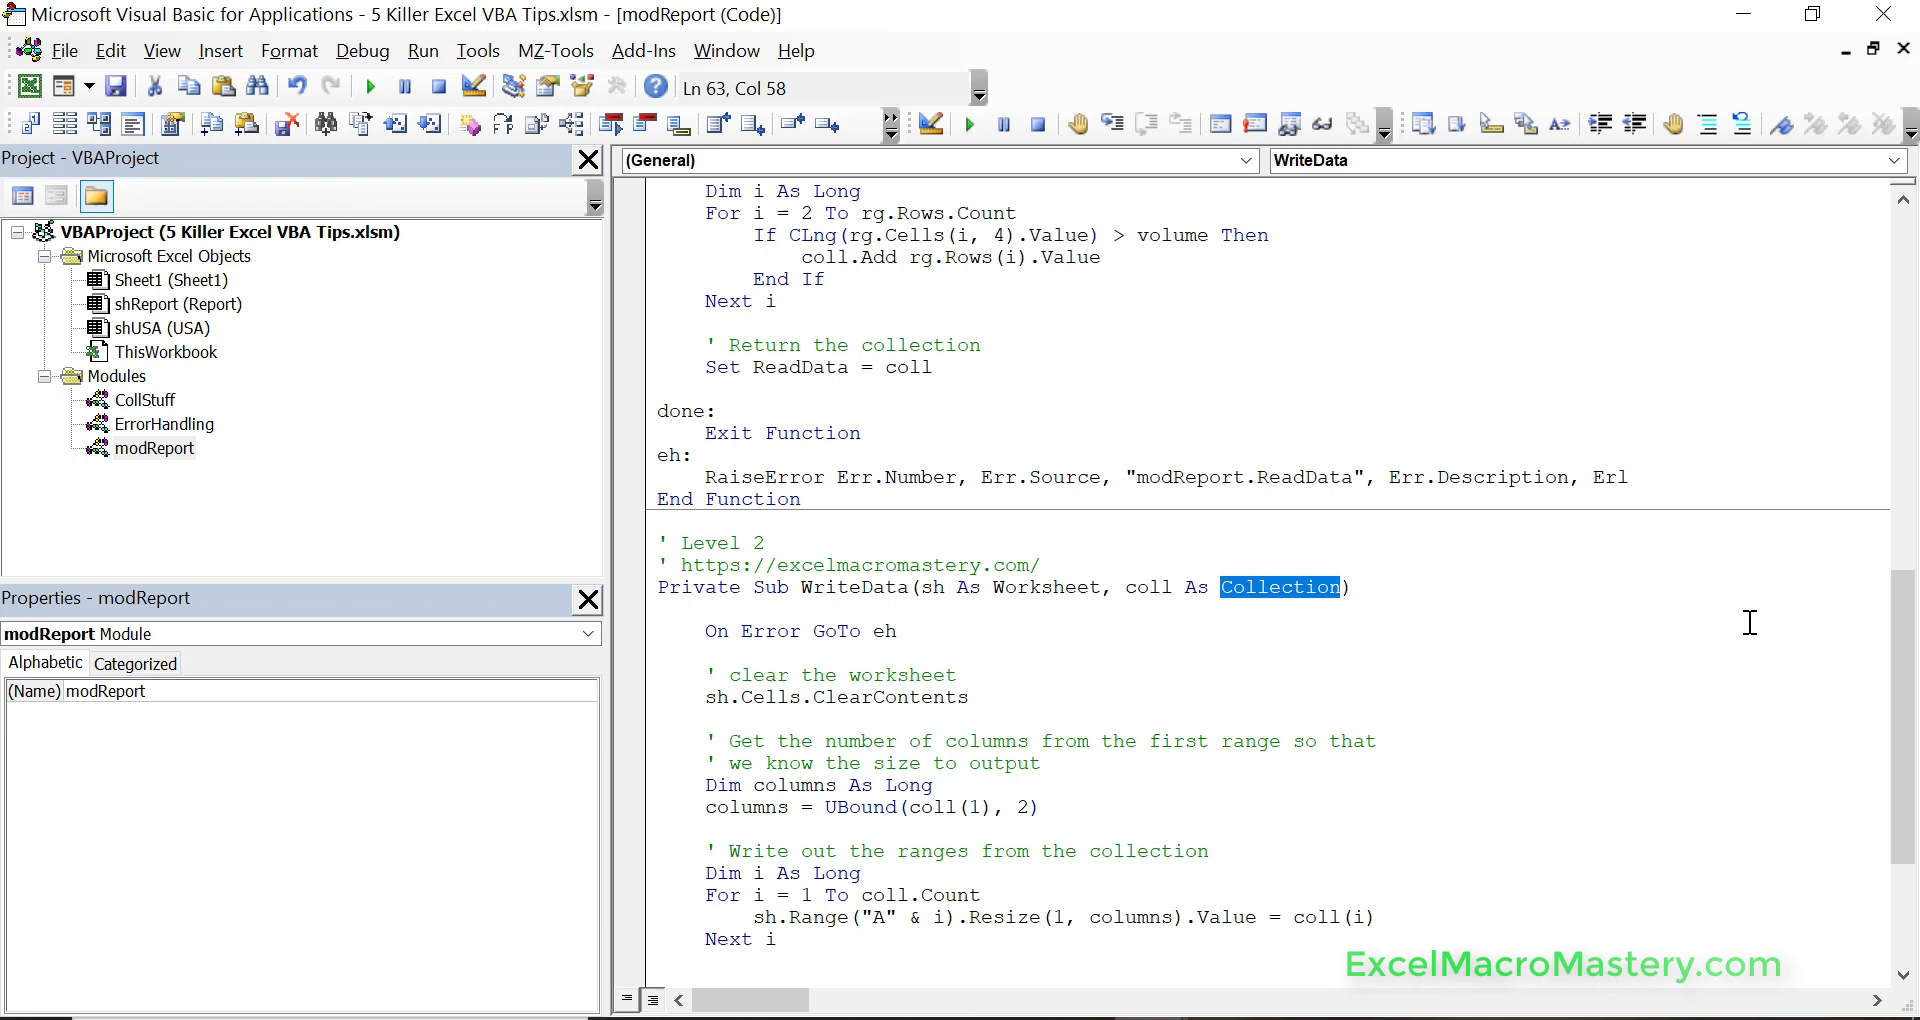 Microsoft Visual Basic for Applications - 5 Killer Excel VBA Tips.xlsm - [modReport (Code)]
File Edit View Insert Format Debug Run Tools MZ-Tools Add-Ins Window Help
Ln 63, Col 58
Project - VBAProject
VBAProject (5 Killer Excel VBA Tips.xlsm)
Microsoft Excel Objects
Sheet1 (Sheet1)
shReport (Report)
shUSA (USA)
ThisWorkbook
Modules
CollStuff
ErrorHandling
modReport
Properties - modReport
modReport Module
Alphabetic Categorized
(Name) modReport
(General) WriteData
Dim i As Long
For i = 2 To rg.Rows.Count
If CLng(rg.Cells(i, 4).Value) > volume Then
coll.Add rg.Rows(i).Value
End If
Next i
' Return the collection
Set ReadData = coll
done:
Exit Function
eh:
RaiseError Err.Number, Err.Source, "modReport.ReadData", Err.Description, Erl
End Function
' Level 2
' https://excelmacromastery.com/
Private Sub WriteData(sh As Worksheet, coll As Collection)
On Error GoTo eh
' clear the worksheet
sh.Cells.ClearContents
' Get the number of columns from the first range so that
' we know the size to output
Dim columns As Long
columns = UBound(coll(1), 2)
' Write out the ranges from the collection
Dim i As Long
For i = 1 To coll.Count
sh.Range("A" & i).Resize(1, columns).Value = coll(i)
Next i
ExcelMacroMastery.com